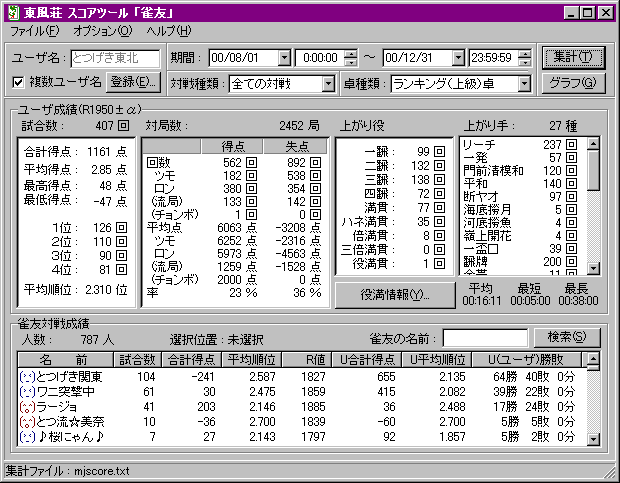 東風荘 スコアツール「雀友」
ファイル(F) オプション(O) ヘルプ(H)
ユーザ名： とつげき東北 期間： 00/08/01 0:00:00 ～ 00/12/31 23:59:59 集計(T)
複数ユーザ名 登録(E)... 対戦種類： 全ての対戦 卓種類： ランキング(上級)卓 グラフ(G)
ユーザ成績(R1950±α)
試合数： 407 回 対局数： 2452 局 上がり役 上がり手： 27 種
合計得点： 1161 点
平均得点： 2.85 点
最高得点： 48 点
最低得点： -47 点
1位： 126 回
2位： 110 回
3位： 90 回
4位： 81 回
平均順位： 2.310 位
得点 失点
回数 562 回 892 回
ツモ 182 回 538 回
ロン 380 回 354 回
(流局) 133 回 142 回
(チョンボ) 1 回 0 回
平均点 6063 点 -3208 点
ツモ 6252 点 -2316 点
ロン 5973 点 -4563 点
(流局) 1259 点 -1528 点
(チョンボ) 2000 点 0 点
率 23 % 36 %
一飜： 99 回
二飜： 132 回
三飜： 138 回
四飜： 72 回
満貫： 77 回
ハネ満貫： 35 回
倍満貫： 8 回
三倍満貫： 0 回
役満貫： 1 回
役満情報(Y)...
リーチ 237 回
一発 57 回
門前清模和 120 回
平和 140 回
断ヤオ 97 回
海底撈月 5 回
河底撈魚 4 回
嶺上開花 4 回
一盃口 39 回
飜牌 200 回
平均 最短 最長
00:16:11 00:05:00 00:38:00
雀友対戦成績
人数： 787 人 選択位置：未選択 雀友の名前： 検索(S)
名 前 試合数 合計得点 平均順位 R値 U合計得点 U平均順位 U(ユーザ)勝敗
とつげき関東 104 -241 2.587 1827 655 2.135 64勝 40敗 0分
ワニ突撃中 61 30 2.475 1859 415 2.082 39勝 22敗 0分
ラージョ 41 203 2.146 1885 36 2.488 17勝 24敗 0分
とつ流☆美奈 10 -36 2.700 1839 -60 2.700 5勝 5敗 0分
♪桜にゃん♪ 7 27 2.143 1797 92 1.857 5勝 2敗 0分
集計ファイル：mjscore.txt